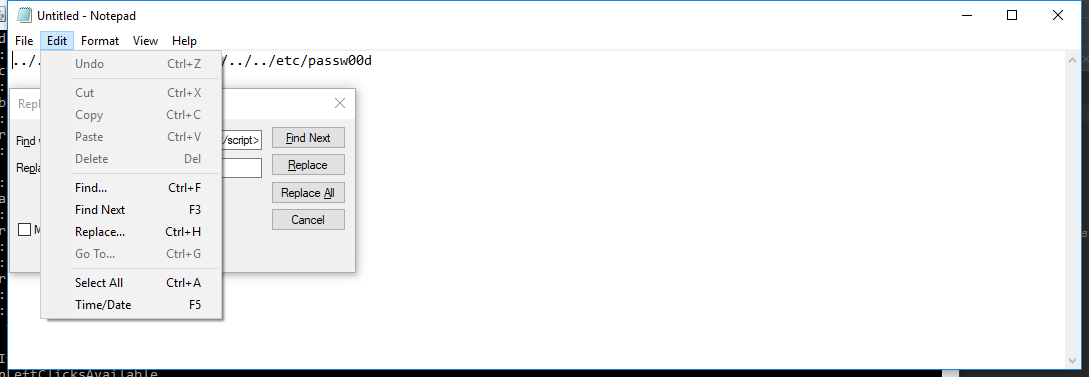 Untitled - Notepad
File Edit Format View Help
../. /../../etc/passw00d
Undo Ctrl+Z
Cut Ctrl+X
Copy Ctrl+C
Paste Ctrl+V
Delete Del
Find... Ctrl+F
Find Next F3
Replace... Ctrl+H
Go To... Ctrl+G
Select All Ctrl+A
Time/Date F5
Repl
Find /script> Find Next
Repla Replace
Replace All
M Cancel
eftClicksAvailable